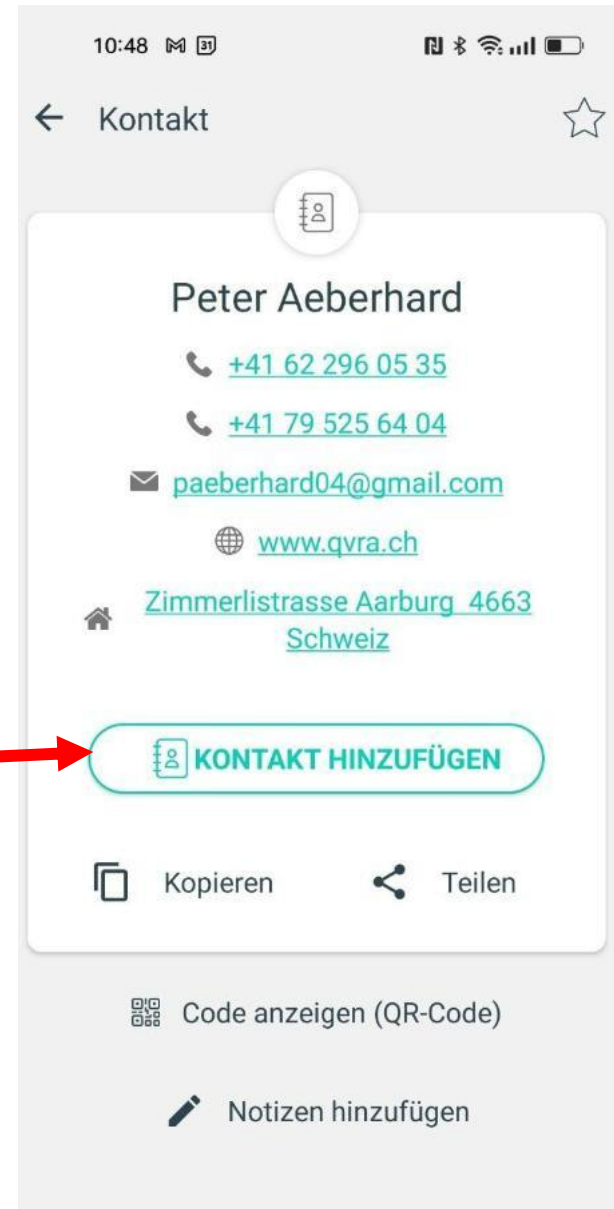 10:48 31
Kontakt
Peter Aeberhard
+41 62 296 05 35
+41 79 525 64 04
paeberhard04@gmail.com
www.qvra.ch
Zimmerlistrasse Aarburg 4663
Schweiz
KONTAKT HINZUFÜGEN
Kopieren Teilen
Code anzeigen (QR-Code)
Notizen hinzufügen